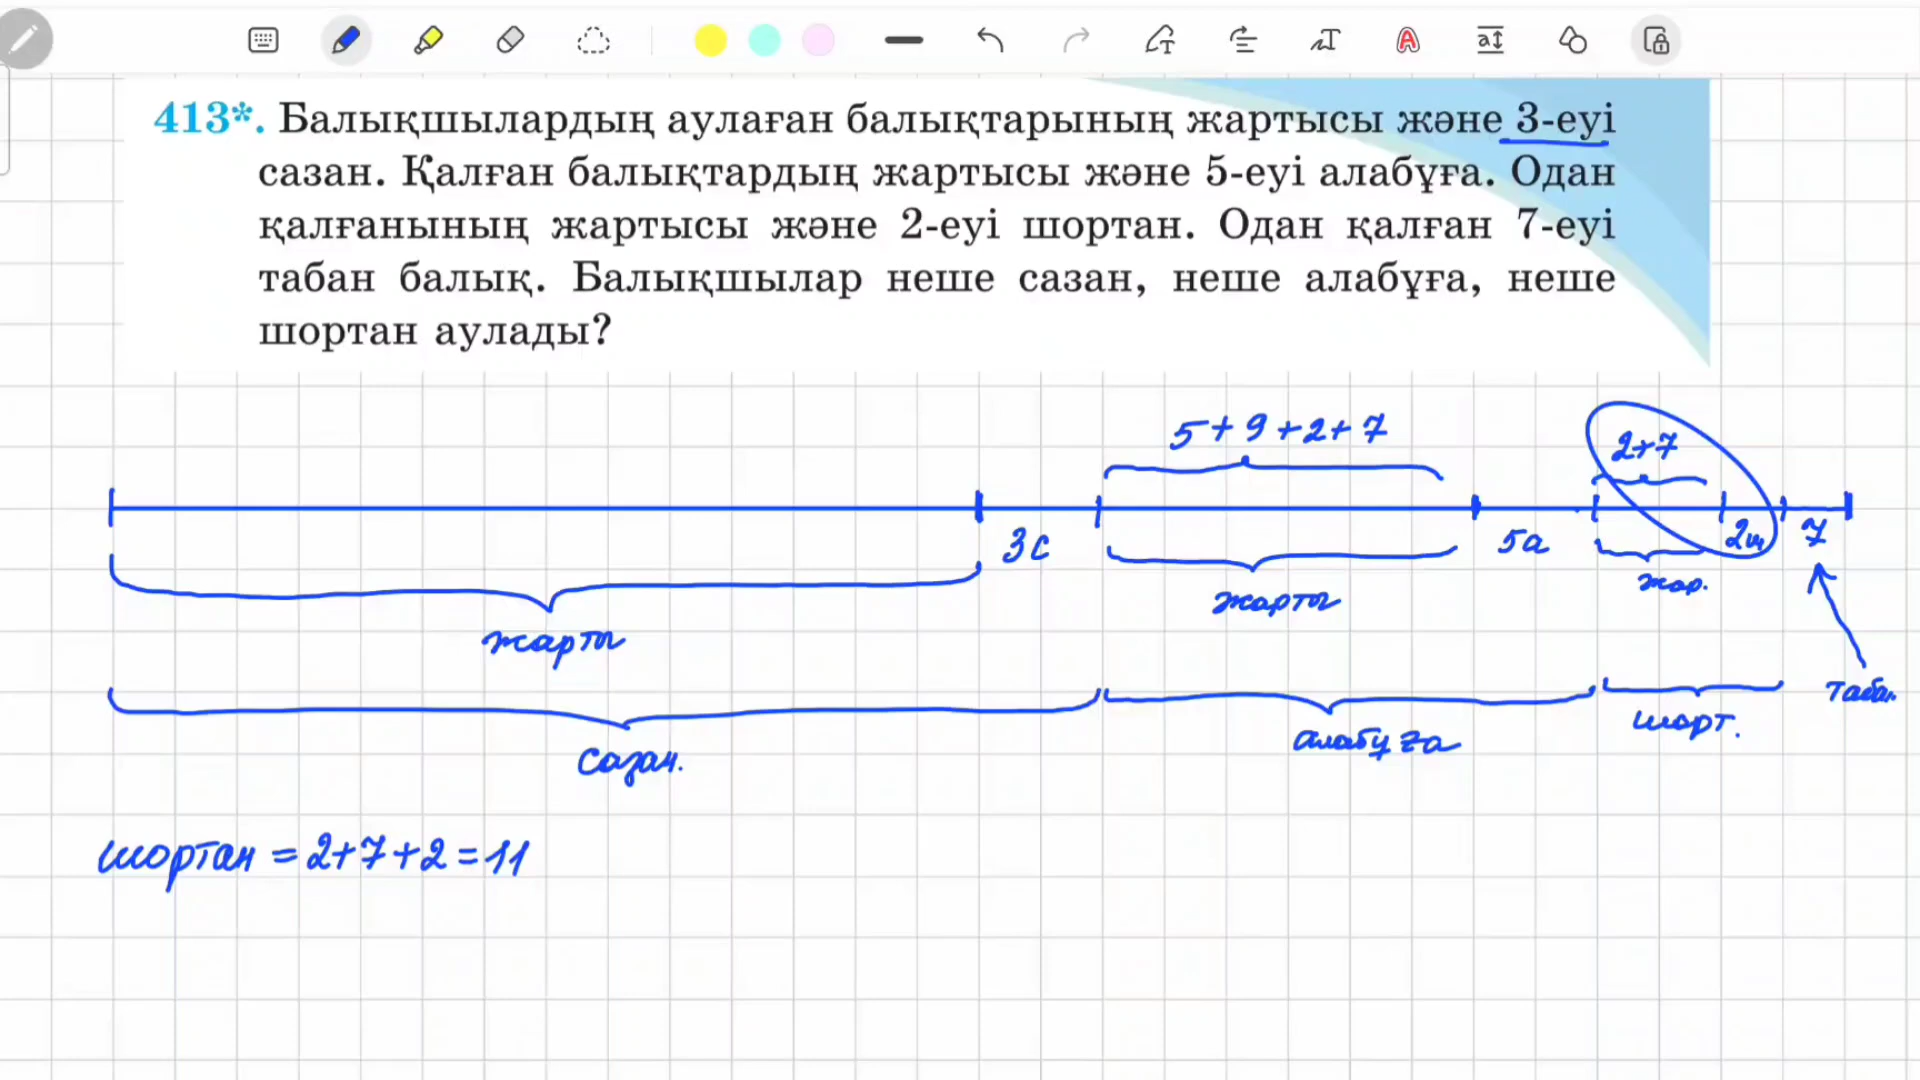 413*. Балықшылардың аулаған балықтарының жартысы және 3-еуі
сазан. Қалған балықтардың жартысы және 5-еуі алабұға. Одан
қалғанының жартысы және 2-еуі шортан. Одан қалған 7-еуі
табан балық. Балықшылар неше сазан, неше алабұға, неше
шортан аулады?
5+9+2+7
2+7
3с
5а
2ш
7
жарты
жар.
жарты
табан.
шорт.
алабұға
сазан.
шортан = 2+7+2 = 11